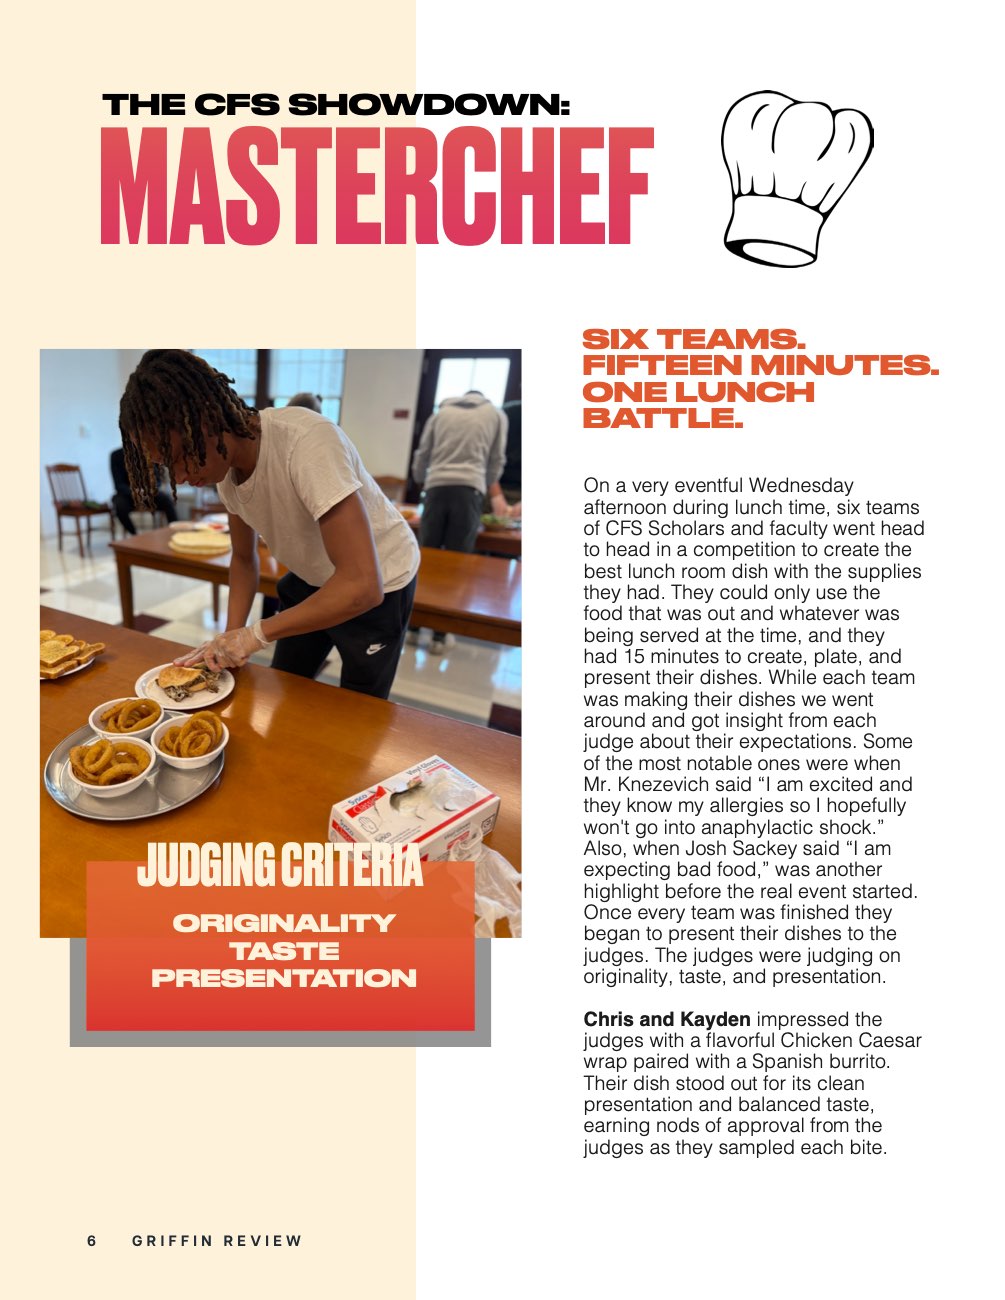 THE CFS SHOWDOWN:
MASTERCHEF
SIX TEAMS.
FIFTEEN MINUTES.
ONE LUNCH
BATTLE.
On a very eventful Wednesday
afternoon during lunch time, six teams
of CFS Scholars and faculty went head
to head in a competition to create the
best lunch room dish with the supplies
they had. They could only use the
food that was out and whatever was
being served at the time, and they
had 15 minutes to create, plate, and
present their dishes. While each team
was making their dishes we went
around and got insight from each
judge about their expectations. Some
of the most notable ones were when
Mr. Knezevich said “I am excited and
they know my allergies so I hopefully
won't go into anaphylactic shock.”
Also, when Josh Sackey said “I am
expecting bad food,” was another
highlight before the real event started.
Once every team was finished they
began to present their dishes to the
judges. The judges were judging on
originality, taste, and presentation.
Chris and Kayden impressed the
judges with a flavorful Chicken Caesar
wrap paired with a Spanish burrito.
Their dish stood out for its clean
presentation and balanced taste,
earning nods of approval from the
judges as they sampled each bite.
Sysco
Classic
Vinyl Gloves
Sysco
Classic
JUDGING CRITERIA
ORIGINALITY
TASTE
PRESENTATION
6 GRIFFIN REVIEW